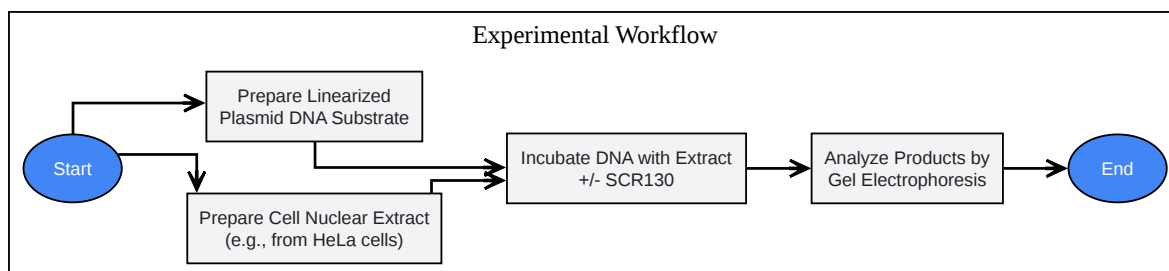 Experimental Workflow
Prepare Linearized
Plasmid DNA Substrate
Start
Incubate DNA with Extract
+/- SCR130
Analyze Products by
Gel Electrophoresis
End
Prepare Cell Nuclear Extract
(e.g., from HeLa cells)